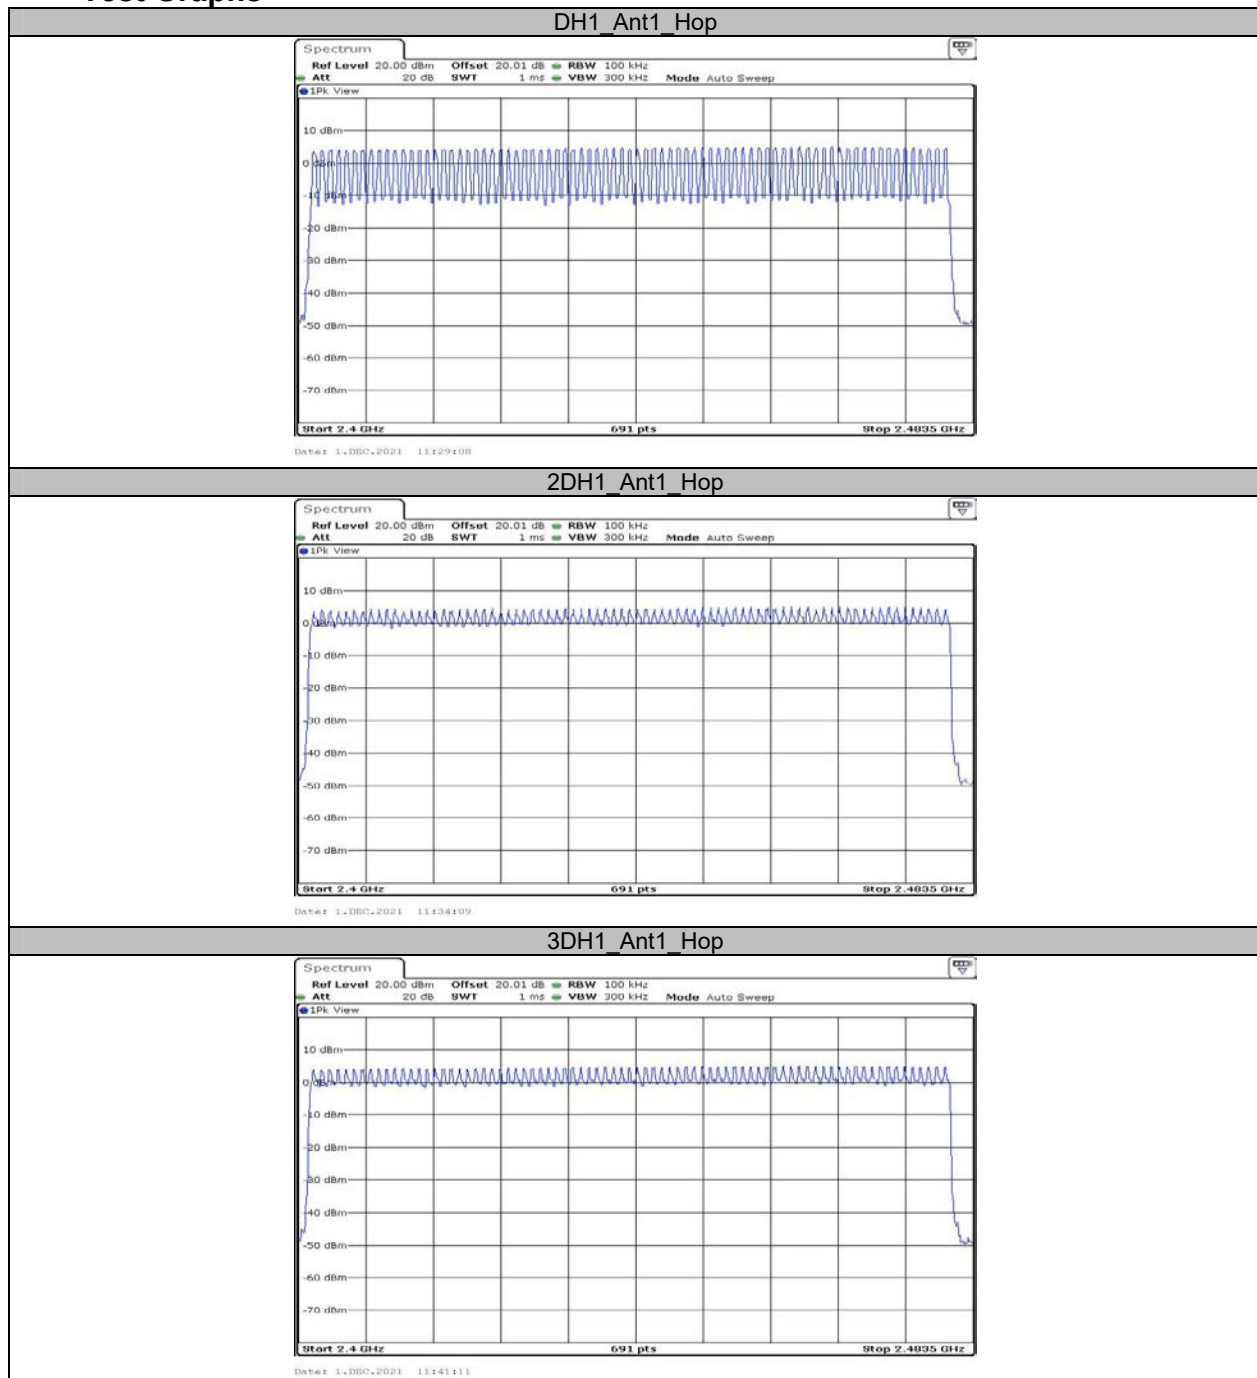 Test Graphs
DH1_Ant1_Hop
Spectrum
Ref Level 20.00 dBm Offset 20.01 dB RBW 100 kHz
Att 20 dB SWT 1 ms VBW 300 kHz Mode Auto Sweep
1Pk View
10 dBm
0 dBm
-10 dBm
-20 dBm
-30 dBm
-40 dBm
-50 dBm
-60 dBm
-70 dBm
Start 2.4 GHz 691 pts Stop 2.4835 GHz
Date: 1.DEC.2021 11:29:08
2DH1_Ant1_Hop
Spectrum
Ref Level 20.00 dBm Offset 20.01 dB RBW 100 kHz
Att 20 dB SWT 1 ms VBW 300 kHz Mode Auto Sweep
1Pk View
10 dBm
0 dBm
-10 dBm
-20 dBm
-30 dBm
-40 dBm
-50 dBm
-60 dBm
-70 dBm
Start 2.4 GHz 691 pts Stop 2.4835 GHz
Date: 1.DEC.2021 11:34:09
3DH1_Ant1_Hop
Spectrum
Ref Level 20.00 dBm Offset 20.01 dB RBW 100 kHz
Att 20 dB SWT 1 ms VBW 300 kHz Mode Auto Sweep
1Pk View
10 dBm
0 dBm
-10 dBm
-20 dBm
-30 dBm
-40 dBm
-50 dBm
-60 dBm
-70 dBm
Start 2.4 GHz 691 pts Stop 2.4835 GHz
Date: 1.DEC.2021 11:41:11